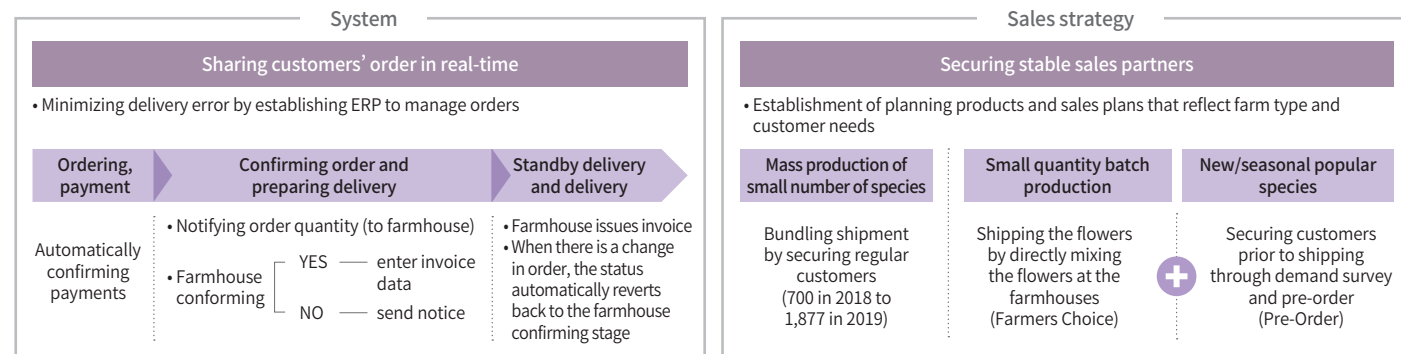 System
Sharing customers’ order in real-time
• Minimizing delivery error by establishing ERP to manage orders
Ordering,
payment
Confirming order and
preparing delivery
Standby delivery
and delivery
Automatically
confirming
payments
• Notifying order quantity (to farmhouse)
• Farmhouse
conforming
YES
enter invoice
data
NO
send notice
• Farmhouse issues invoice
• When there is a change
in order, the status
automatically reverts
back to the farmhouse
confirming stage
Sales strategy
Securing stable sales partners
• Establishment of planning products and sales plans that reflect farm type and
customer needs
Mass production of
small number of species
Bundling shipment
by securing regular
customers
(700 in 2018 to
1,877 in 2019)
Small quantity batch
production
Shipping the flowers
by directly mixing
the flowers at the
farmhouses
(Farmers Choice)
+
New/seasonal popular
species
Securing customers
prior to shipping
through demand survey
and pre-order
(Pre-Order)